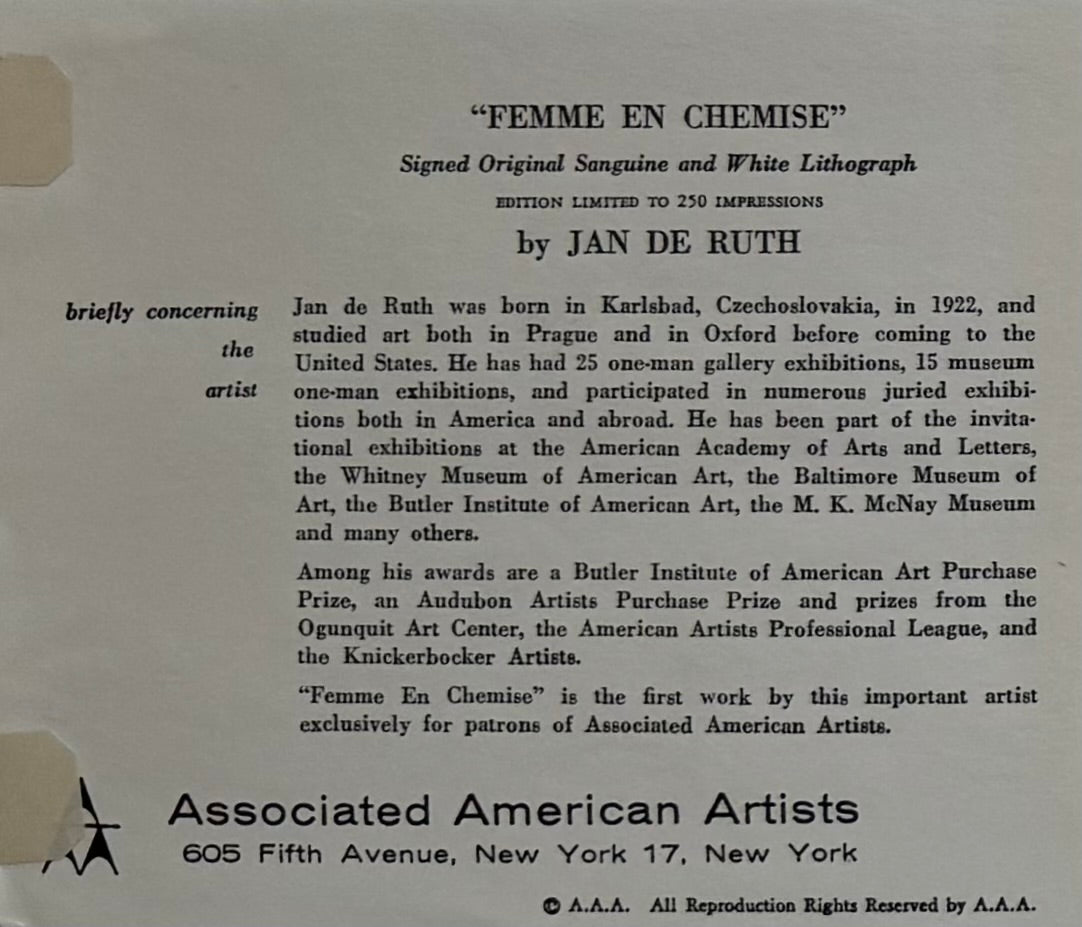 “FEMME EN CHEMISE”
Signed Original Sanguine and White Lithograph
EDITION LIMITED TO 250 IMPRESSIONS
by JAN DE RUTH
briefly concerning
the
artist
Jan de Ruth was born in Karlsbad, Czechoslovakia, in 1922, and
studied art both in Prague and in Oxford before coming to the
United States. He has had 25 one-man gallery exhibitions, 15 museum
one-man exhibitions, and participated in numerous juried exhibi-
tions both in America and abroad. He has been part of the invita-
tional exhibitions at the American Academy of Arts and Letters,
the Whitney Museum of American Art, the Baltimore Museum of
Art, the Butler Institute of American Art, the M. K. McNay Museum
and many others.
Among his awards are a Butler Institute of American Art Purchase
Prize, an Audubon Artists Purchase Prize and prizes from the
Ogunquit Art Center, the American Artists Professional League, and
the Knickerbocker Artists.
“Femme En Chemise” is the first work by this important artist
exclusively for patrons of Associated American Artists.
Associated American Artists
605 Fifth Avenue, New York 17, New York
© A.A.A. All Reproduction Rights Reserved by A.A.A.